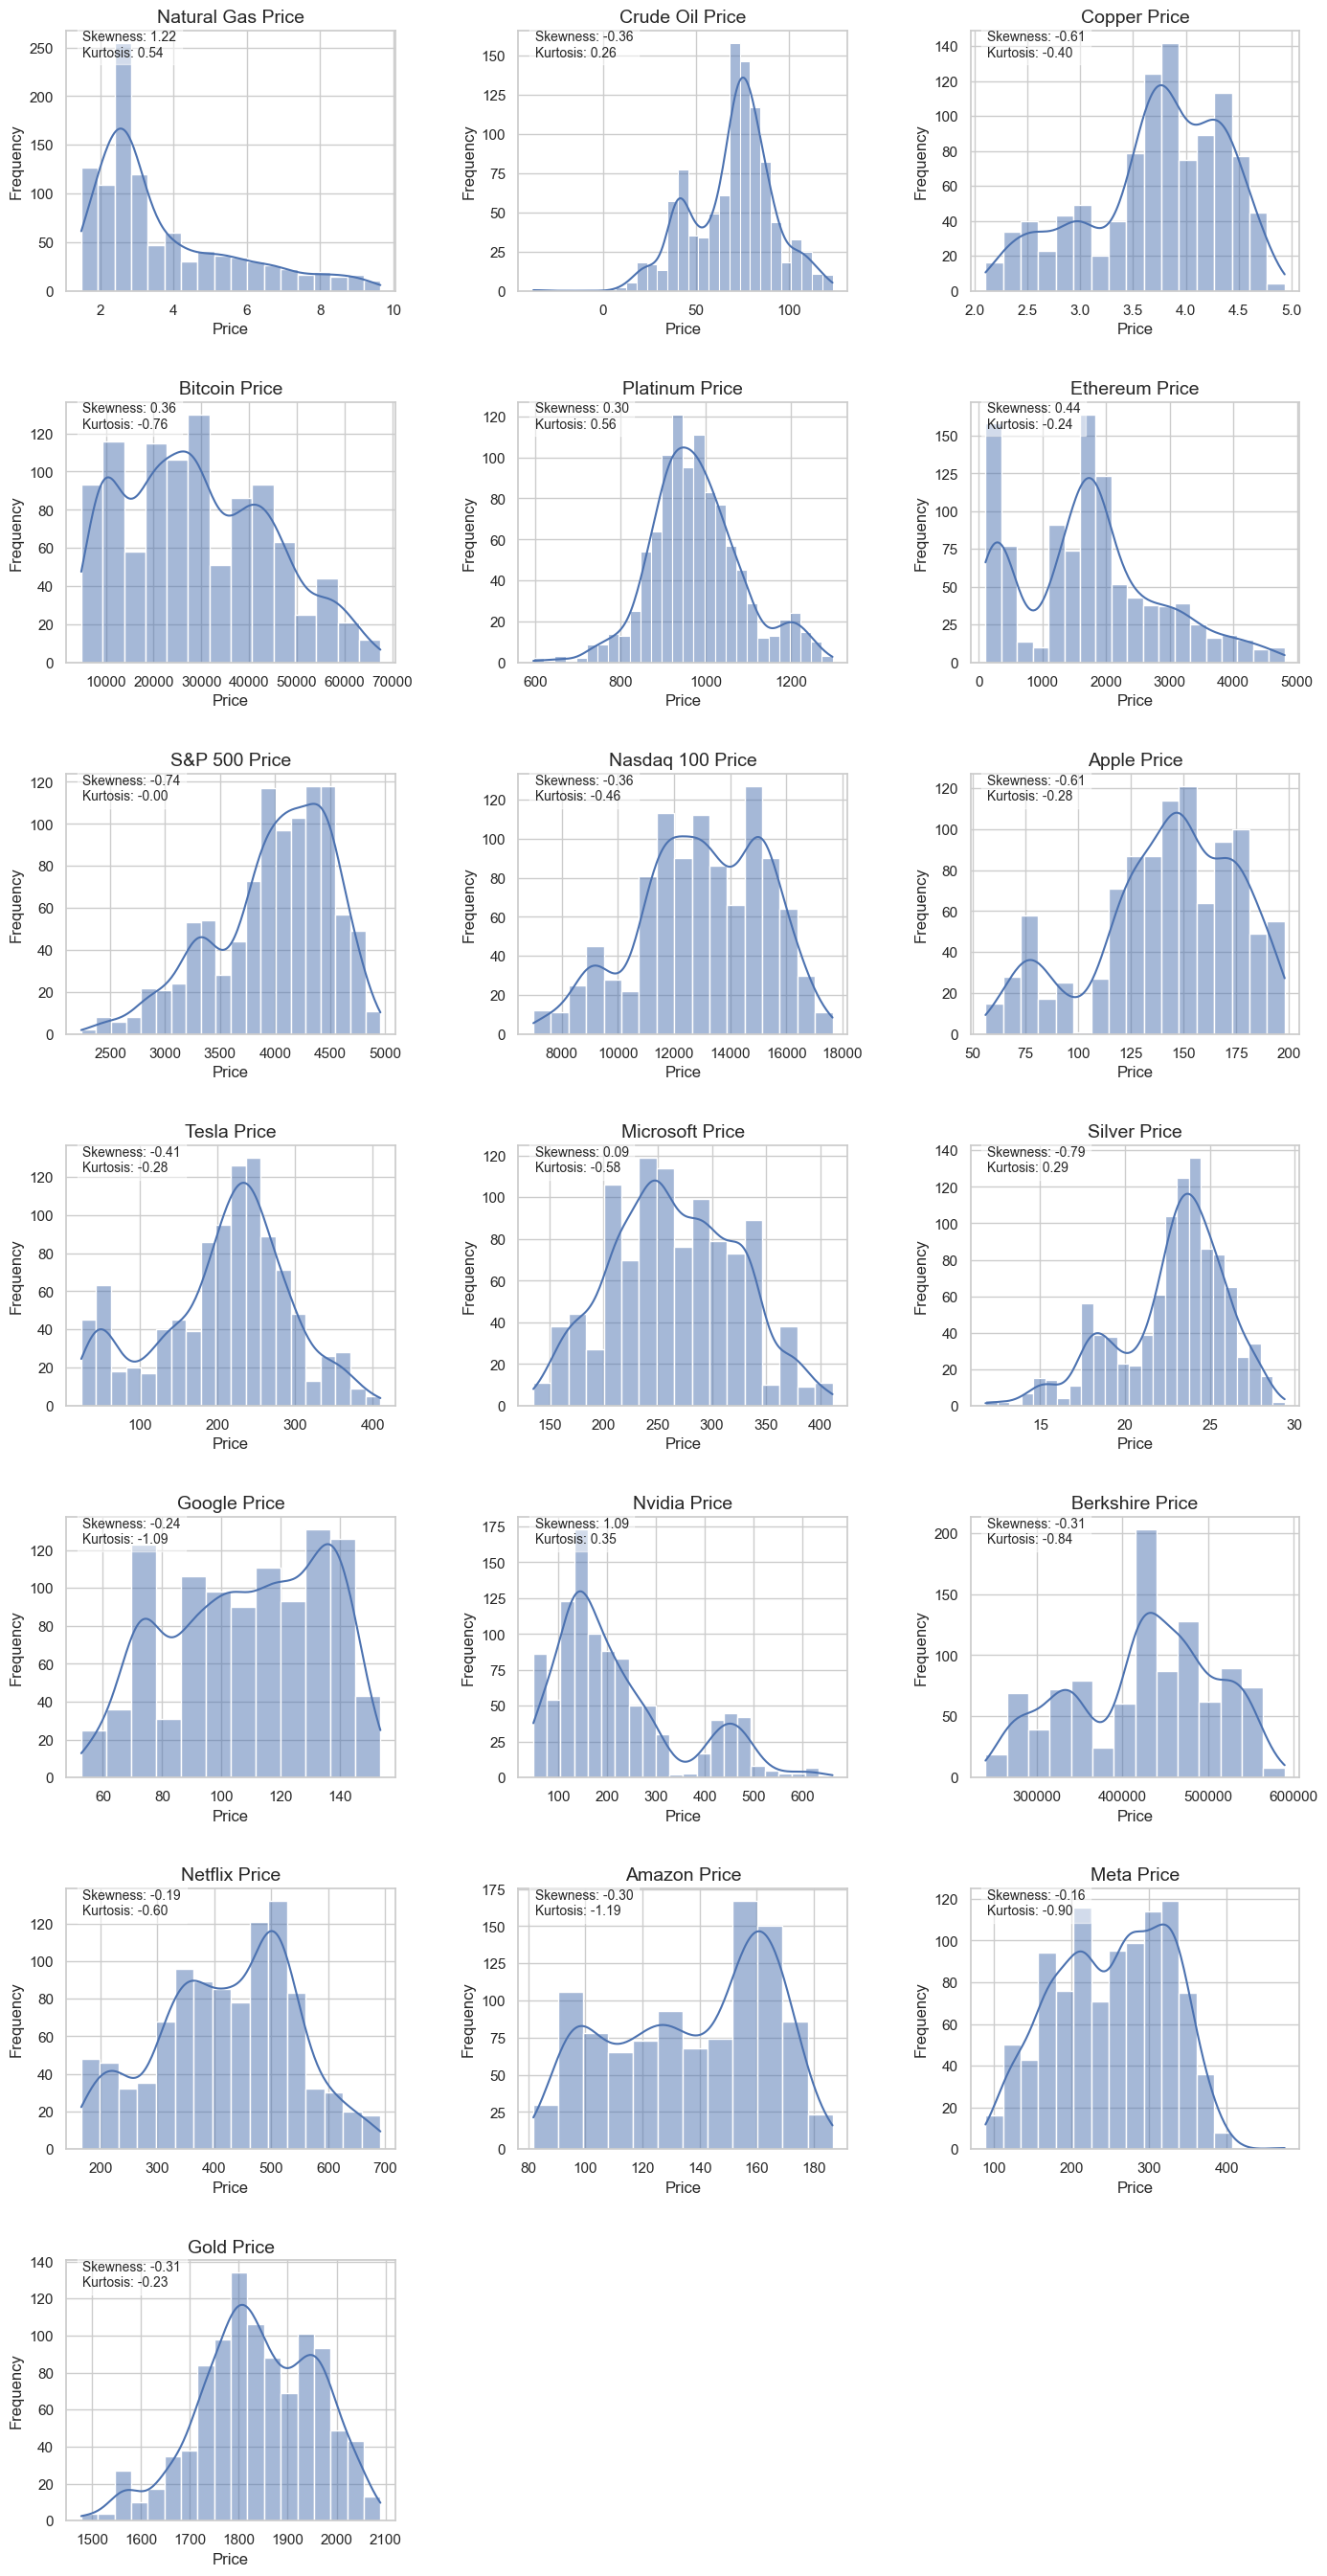 Natural Gas Price
Skewness: 1.22
Kurtosis: 0.54
Frequency
250
200
150
100
50
0
2 4 6 8 10
Price
Crude Oil Price
Skewness: -0.36
Kurtosis: 0.26
Frequency
150
125
100
75
50
25
0
0 50 100
Price
Copper Price
Skewness: -0.61
Kurtosis: -0.40
Frequency
140
120
100
80
60
40
20
0
2.0 2.5 3.0 3.5 4.0 4.5 5.0
Price
Bitcoin Price
Skewness: 0.36
Kurtosis: -0.76
Frequency
120
100
80
60
40
20
0
10000 20000 30000 40000 50000 60000 70000
Price
Platinum Price
Skewness: 0.30
Kurtosis: 0.56
Frequency
120
100
80
60
40
20
0
600 800 1000 1200
Price
Ethereum Price
Skewness: 0.44
Kurtosis: -0.24
Frequency
150
125
100
75
50
25
0
0 1000 2000 3000 4000 5000
Price
S&P 500 Price
Skewness: -0.74
Kurtosis: -0.00
Frequency
120
100
80
60
40
20
0
2500 3000 3500 4000 4500 5000
Price
Nasdaq 100 Price
Skewness: -0.36
Kurtosis: -0.46
Frequency
120
100
80
60
40
20
0
8000 10000 12000 14000 16000 18000
Price
Apple Price
Skewness: -0.61
Kurtosis: -0.28
Frequency
120
100
80
60
40
20
0
50 75 100 125 150 175 200
Price
Tesla Price
Skewness: -0.41
Kurtosis: -0.28
Frequency
120
100
80
60
40
20
0
100 200 300 400
Price
Microsoft Price
Skewness: 0.09
Kurtosis: -0.58
Frequency
120
100
80
60
40
20
0
150 200 250 300 350 400
Price
Silver Price
Skewness: -0.79
Kurtosis: 0.29
Frequency
140
120
100
80
60
40
20
0
15 20 25 30
Price
Google Price
Skewness: -0.24
Kurtosis: -1.09
Frequency
120
100
80
60
40
20
0
60 80 100 120 140
Price
Nvidia Price
Skewness: 1.09
Kurtosis: 0.35
Frequency
175
150
125
100
75
50
25
0
100 200 300 400 500 600
Price
Berkshire Price
Skewness: -0.31
Kurtosis: -0.84
Frequency
200
150
100
50
0
300000 400000 500000 600000
Price
Netflix Price
Skewness: -0.19
Kurtosis: -0.60
Frequency
120
100
80
60
40
20
0
200 300 400 500 600 700
Price
Amazon Price
Skewness: -0.30
Kurtosis: -1.19
Frequency
175
150
125
100
75
50
25
0
80 100 120 140 160 180
Price
Meta Price
Skewness: -0.16
Kurtosis: -0.90
Frequency
120
100
80
60
40
20
0
100 200 300 400
Price
Gold Price
Skewness: -0.31
Kurtosis: -0.23
Frequency
140
120
100
80
60
40
20
0
1500 1600 1700 1800 1900 2000 2100
Price